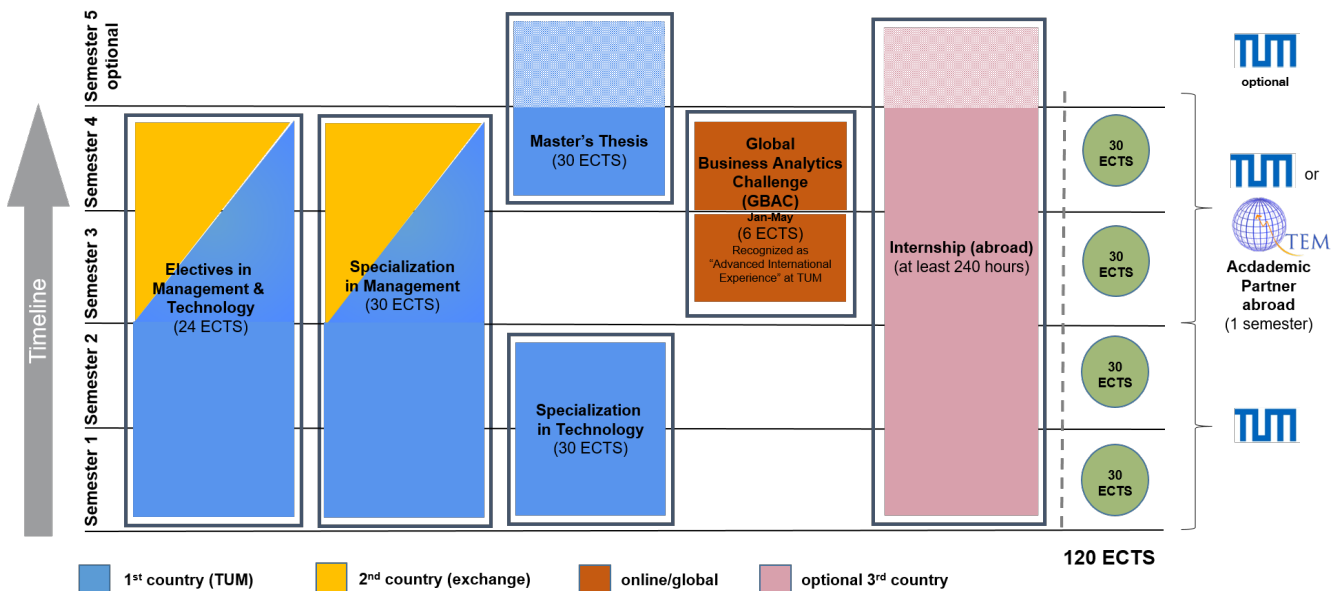 Timeline
Semester 5
optional
Semester 4
Semester 3
Semester 2
Semester 1
Electives in
Management &
Technology
(24 ECTS)
Specialization
in Management
(30 ECTS)
Master's Thesis
(30 ECTS)
Specialization
in Technology
(30 ECTS)
Global
Business Analytics
Challenge
(GBAC)
Jan-May
(6 ECTS)
Recognized as
"Advanced International
Experience" at TUM
Internship (abroad)
(at least 240 hours)
30
ECTS
30
ECTS
30
ECTS
30
ECTS
120 ECTS
TUM
optional
TUM or
QTEM
Acdademic
Partner
abroad
(1 semester)
TUM
1st country (TUM)
2nd country (exchange)
online/global
optional 3rd country